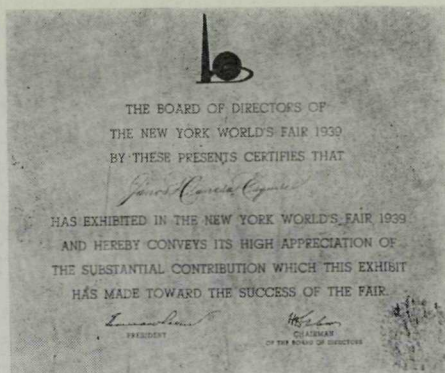 THE BOARD OF DIRECTORS OF
THE NEW YORK WORLD'S FAIR 1939
BY THESE PRESENTS CERTIFIES THAT
HAS EXHIBITED IN THE NEW YORK WORLD'S FAIR 1939
AND HEREBY CONVEYS ITS HIGH APPRECIATION OF
THE SUBSTANTIAL CONTRIBUTION WHICH THIS EXHIBIT
HAS MADE TOWARD THE SUCCESS OF THE FAIR.
PRESIDENT
CHAIRMAN
OF THE BOARD OF DIRECTORS